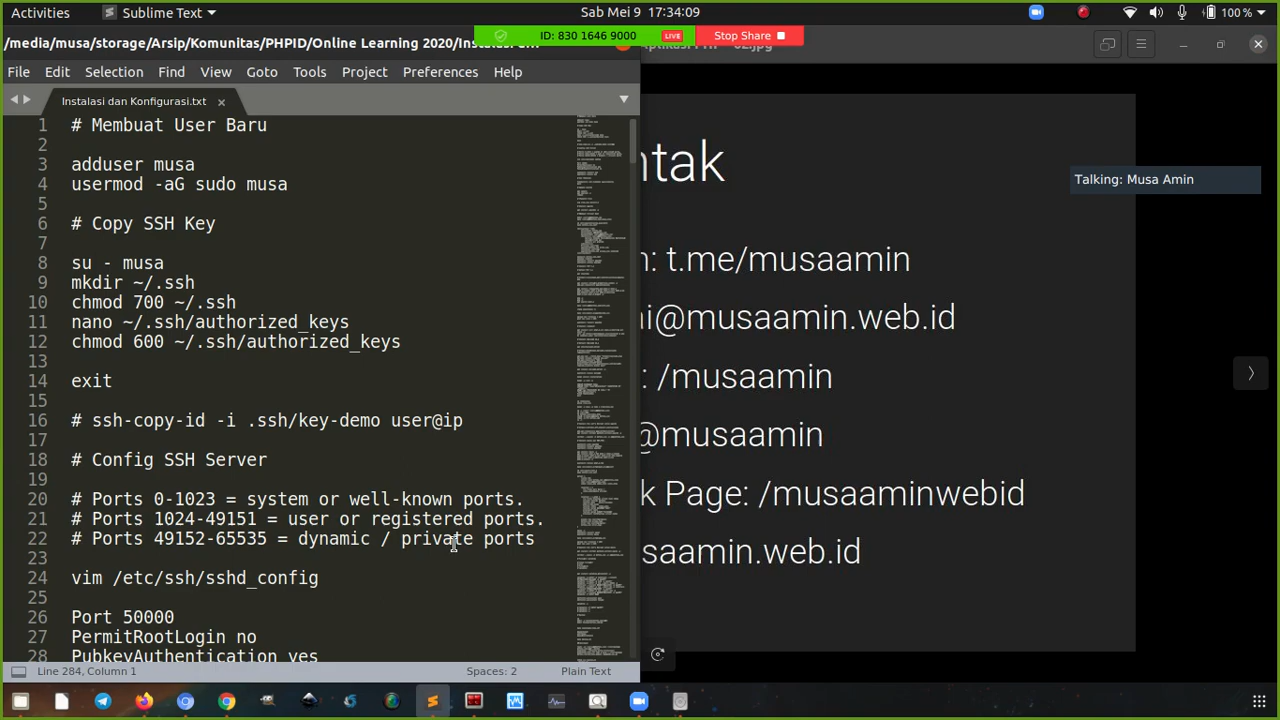 Activities
Sublime Text
Sab Mei 9 17:34:09
100 %
ID: 830 1646 9000
LIVE
Stop Share
/media/musa/storage/Arsip/Komunitas/PHPID/Online Learning 2020/
File Edit Selection Find View Goto Tools Project Preferences Help
Instalasi dan Konfigurasi.txt
1 # Membuat User Baru
2
3 adduser musa
4 usermod -aG sudo musa
5
6 # Copy SSH Key
7
8 su - musa
9 mkdir ~/.ssh
10 chmod 700 ~/.ssh
11 nano ~/.ssh/authorized_keys
12 chmod 600 ~/.ssh/authorized_keys
13
14 exit
15
16 # ssh-copy-id -i .ssh/key-demo user@ip
17
18 # Config SSH Server
19
20 # Ports 0-1023 = system or well-known ports.
21 # Ports 1024-49151 = user or registered ports.
22 # Ports 49152-65535 = dynamic / private ports
23
24 vim /etc/ssh/sshd_config
25
26 Port 50000
27 PermitRootLogin no
28 PubkeyAuthentication yes
Line 284, Column 1
Spaces: 2
Plain Text
ntak
Talking: Musa Amin
: t.me/musaamin
i@musaamin.web.id
: /musaamin
@musaamin
k Page: /musaaminwebid
saamin.web.id